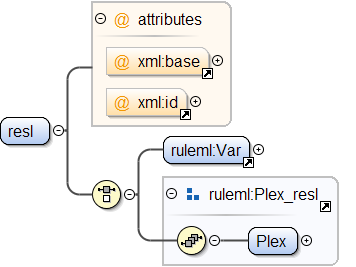 @ attributes
@ xml:base
@ xml:id
resl
ruleml:Var
ruleml:Plex_resl
Plex